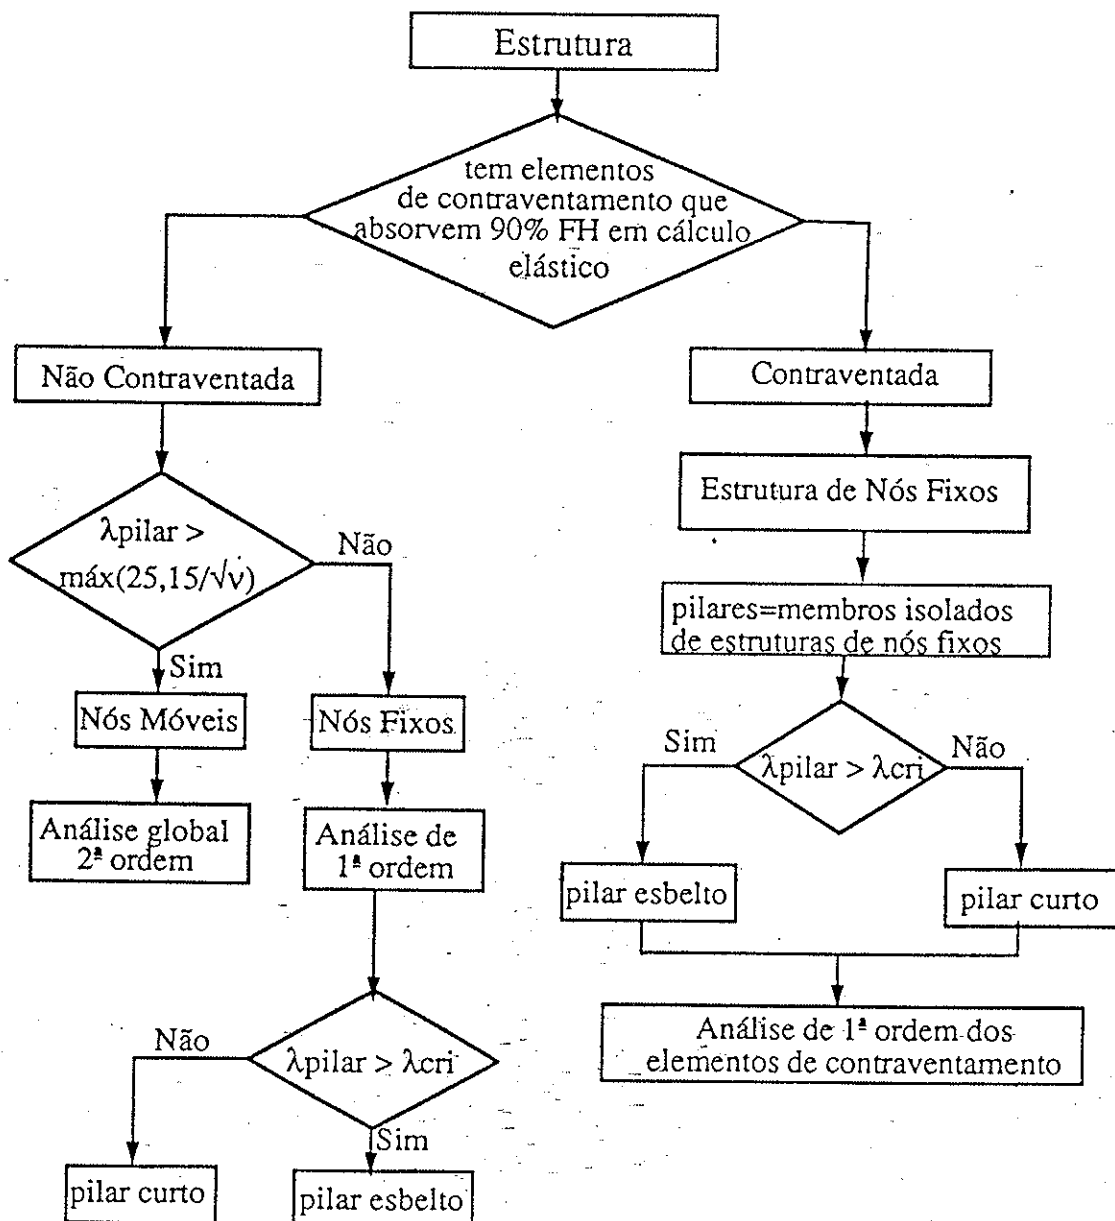 Estrutura
tem elementos
de contraventamento que
absorvem 90% FH em cálculo
elástico
Não Contraventada
Contraventada
λpilar >
máx(25,15/√ν)
Não
Sim
Nós Móveis
Nós Fixos
Análise global
2ª ordem
Análise de
1ª ordem
λpilar > λcri
Não
Sim
pilar curto
pilar esbelto
Estrutura de Nós Fixos
pilares=membros isolados
de estruturas de nós fixos
Sim
Não
λpilar > λcri
pilar esbelto
pilar curto
Análise de 1ª ordem dos
elementos de contraventamento